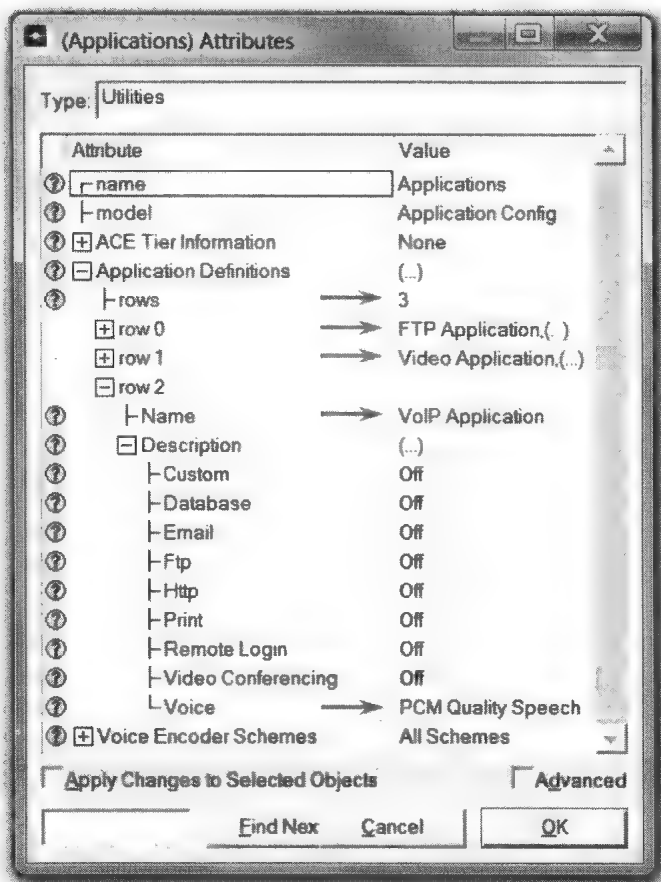 (Applications) Attributes
Type: Utilities
Attribute Value
name Applications
model Application Config
ACE Tier Information None
Application Definitions (...)
rows 3
row 0 FTP Application,(. )
row 1 Video Application,(...)
row 2
Name VoIP Application
Description (...)
Custom Off
Database Off
Email Off
Ftp Off
Http Off
Print Off
Remote Login Off
Video Conferencing Off
Voice PCM Quality Speech
Voice Encoder Schemes All Schemes
Apply Changes to Selected Objects Advanced
Find Nex Cancel OK